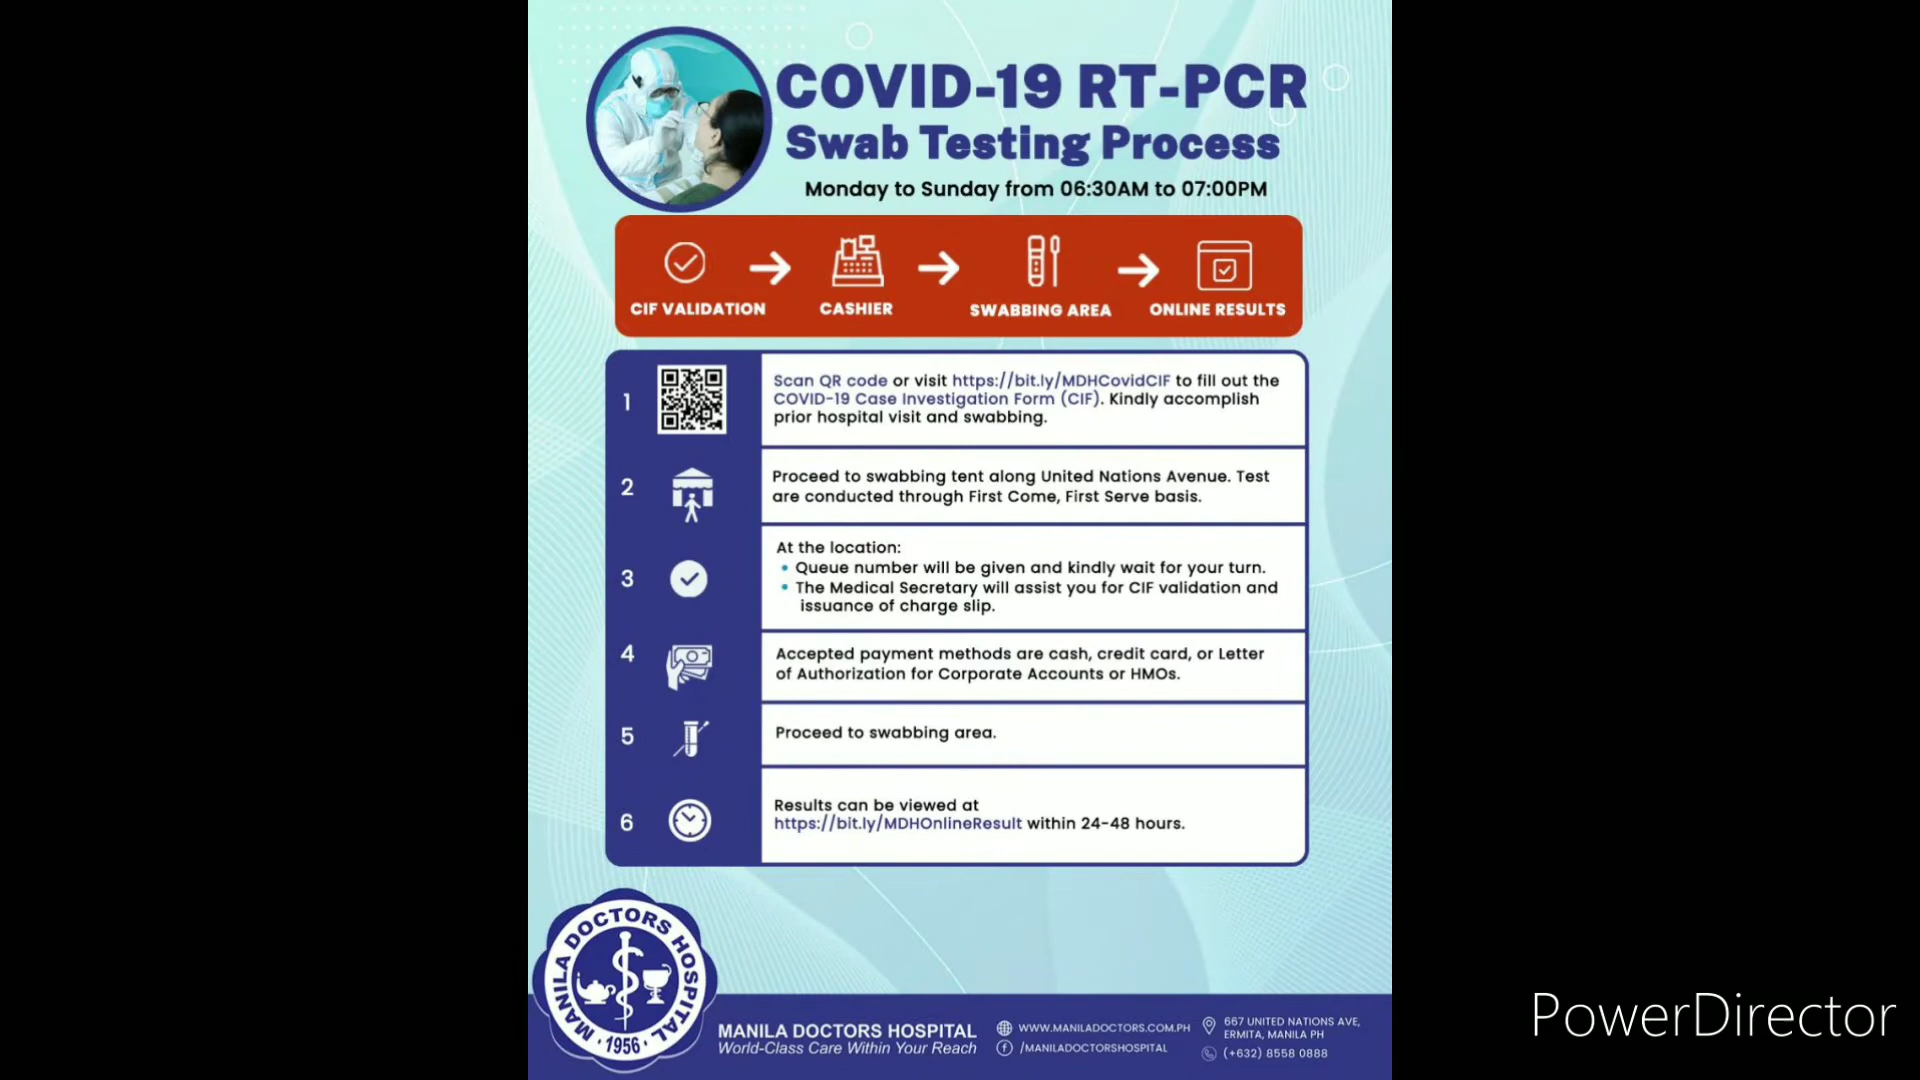 COVID-19 RT-PCR
Swab Testing Process
Monday to Sunday from 06:30AM to 07:00PM
CIF VALIDATION
CASHIER
SWABBING AREA
ONLINE RESULTS
1
Scan QR code or visit https://bit.ly/MDHCovidCIF to fill out the
COVID-19 Case Investigation Form (CIF). Kindly accomplish
prior hospital visit and swabbing.
2
Proceed to swabbing tent along United Nations Avenue. Test
are conducted through First Come, First Serve basis.
3
At the location:
• Queue number will be given and kindly wait for your turn.
• The Medical Secretary will assist you for CIF validation and
issuance of charge slip.
4
Accepted payment methods are cash, credit card, or Letter
of Authorization for Corporate Accounts or HMOs.
5
Proceed to swabbing area.
6
Results can be viewed at
https://bit.ly/MDHOnlineResult within 24-48 hours.
MANILA DOCTORS HOSPITAL
· 1956 ·
MANILA DOCTORS HOSPITAL
World-Class Care Within Your Reach
WWW.MANILADOCTORS.COM.PH
/MANILADOCTORSHOSPITAL
667 UNITED NATIONS AVE,
ERMITA, MANILA PH
(+632) 8558 0888
PowerDirector